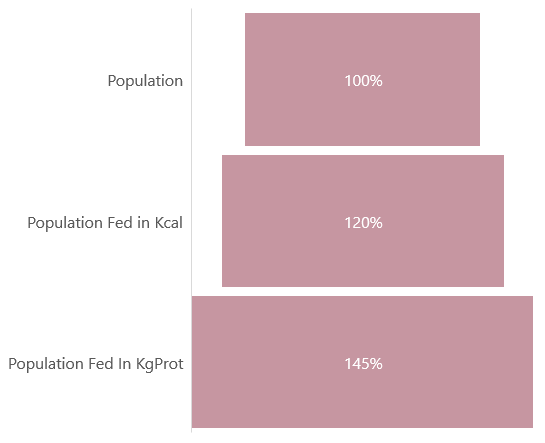 Population
100%
Population Fed in Kcal
120%
Population Fed In KgProt
145%